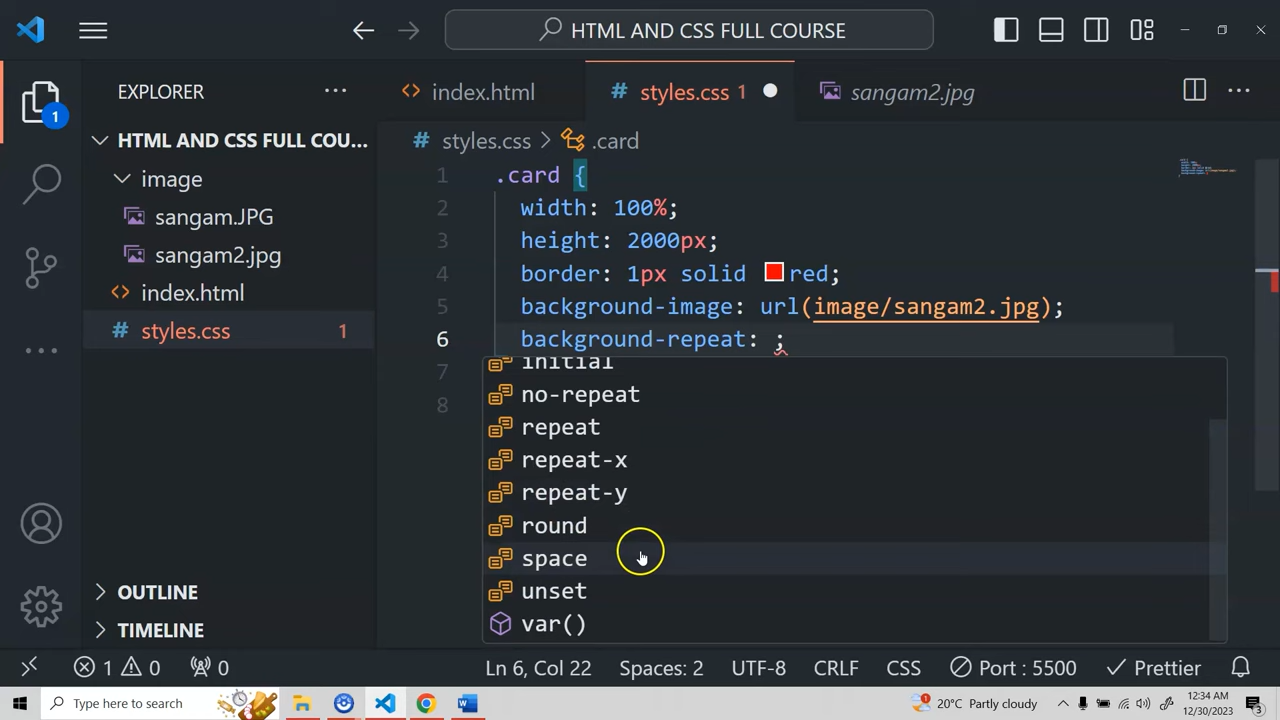 HTML AND CSS FULL COURSE
EXPLORER
index.html
styles.css 1
sangam2.jpg
HTML AND CSS FULL COU...
styles.css > .card
image
sangam.JPG
sangam2.jpg
index.html
styles.css 1
1 .card {
2 width: 100%;
3 height: 2000px;
4 border: 1px solid red;
5 background-image: url(image/sangam2.jpg);
6 background-repeat: ;
7
8
initial
no-repeat
repeat
repeat-x
repeat-y
round
space
unset
var()
1
OUTLINE
TIMELINE
1 0 0 Ln 6, Col 22 Spaces: 2 UTF-8 CRLF CSS Port : 5500 Prettier
Type here to search
1 20°C Partly cloudy
12:34 AM
12/30/2023
3